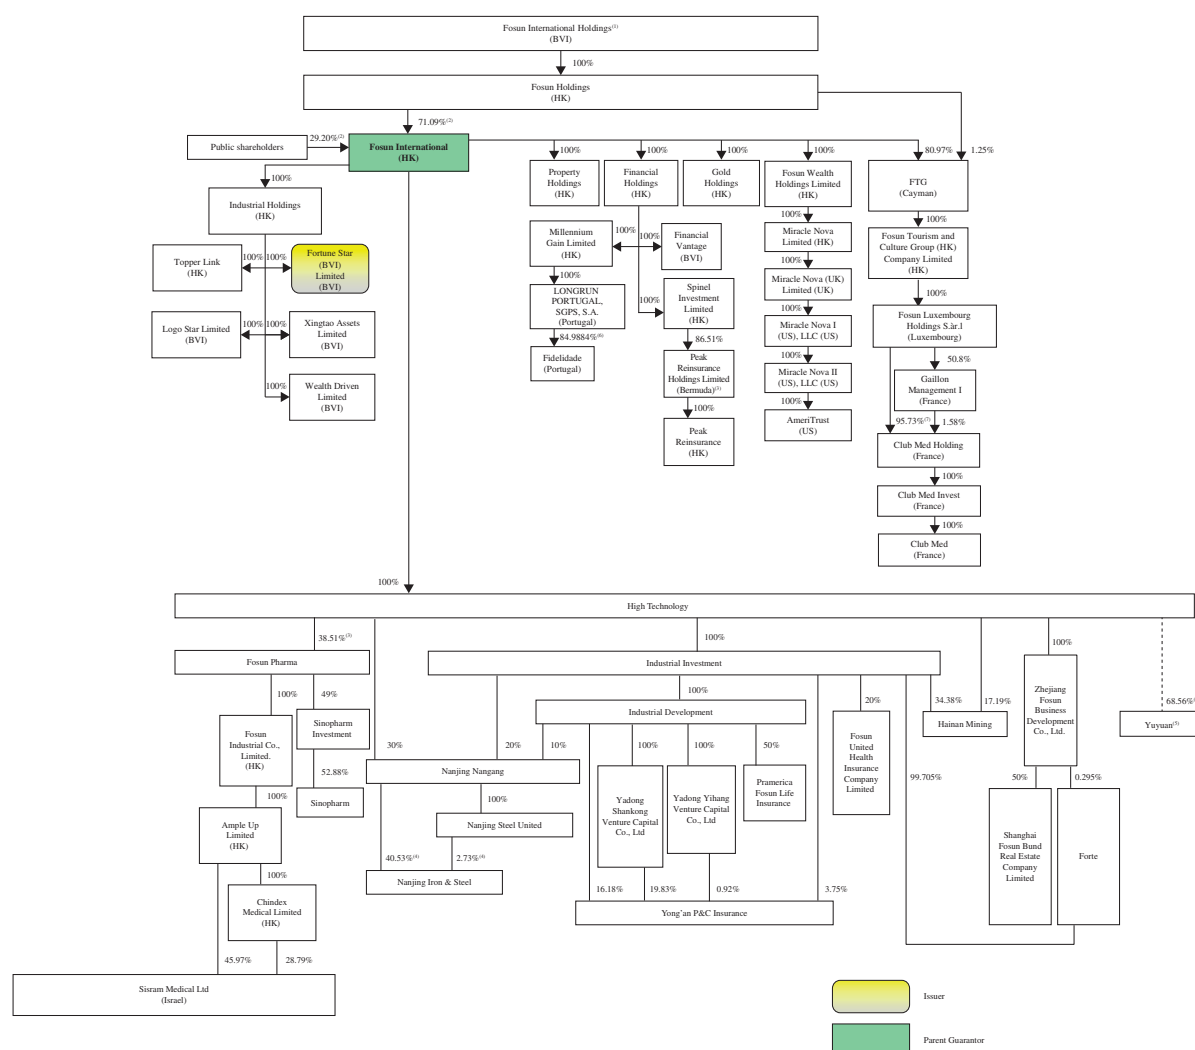 Fosun International Holdings(1)
(BVI)
100%
Fosun Holdings
(HK)
71.09%(2)
Public shareholders
29.20%(2)
Fosun International
(HK)
100%
100%
100%
100%
80.97%
1.25%
Property
Holdings
(HK)
Financial
Holdings
(HK)
Gold
Holdings
(HK)
Fosun Wealth
Holdings Limited
(HK)
FTG
(Cayman)
100%
Industrial Holdings
(HK)
Topper Link
(HK)
100%
100%
Fortune Star
(BVI)
Limited
(BVI)
Logo Star Limited
(BVI)
100%
100%
Xingtao Assets
Limited
(BVI)
100%
Wealth Driven
Limited
(BVI)
Millennium
Gain Limited
(HK)
100%
100%
Financial
Vantage
(BVI)
100%
LONGRUN
PORTUGAL,
SGPS, S.A.
(Portugal)
84.9884%(6)
Fidelidade
(Portugal)
100%
Spinel
Investment
Limited
(HK)
86.51%
Peak
Reinsurance
Holdings Limited
(Bermuda)(3)
100%
Peak
Reinsurance
(HK)
100%
Miracle Nova
Limited (HK)
100%
Miracle Nova (UK)
Limited (UK)
100%
Miracle Nova I
(US), LLC (US)
100%
Miracle Nova II
(US), LLC (US)
100%
AmeriTrust
(US)
100%
Fosun Tourism and
Culture Group (HK)
Company Limited
(HK)
100%
Fosun Luxembourg
Holdings S.àr.l
(Luxembourg)
50.8%
Gaillon
Management I
(France)
95.73%(7)
1.58%
Club Med Holding
(France)
100%
Club Med Invest
(France)
100%
Club Med
(France)
100%
High Technology
38.51%(3)
Fosun Pharma
100%
49%
Fosun
Industrial Co.,
Limited.
(HK)
Sinopharm
Investment
52.88%
Sinopharm
100%
Ample Up
Limited
(HK)
100%
Chindex
Medical Limited
(HK)
45.97%
28.79%
Sisram Medical Ltd
(Israel)
100%
Industrial Investment
100%
Industrial Development
30%
20%
10%
Nanjing Nangang
100%
Nanjing Steel United
40.53%(4)
2.73%(4)
Nanjing Iron & Steel
100%
Yadong
Shankong
Venture Capital
Co., Ltd
100%
Yadong Yihang
Venture Capital
Co., Ltd
50%
Pramerica
Fosun Life
Insurance
16.18%
19.83%
0.92%
3.75%
Yong'an P&C Insurance
20%
Fosun
United
Health
Insurance
Company
Limited
99.705%
34.38%
17.19%
Hainan Mining
100%
Zhejiang
Fosun
Business
Development
Co., Ltd.
50%
0.295%
Shanghai
Fosun Bund
Real Estate
Company
Limited
Forte
68.56%
Yuyuan(5)
Issuer
Parent Guarantor